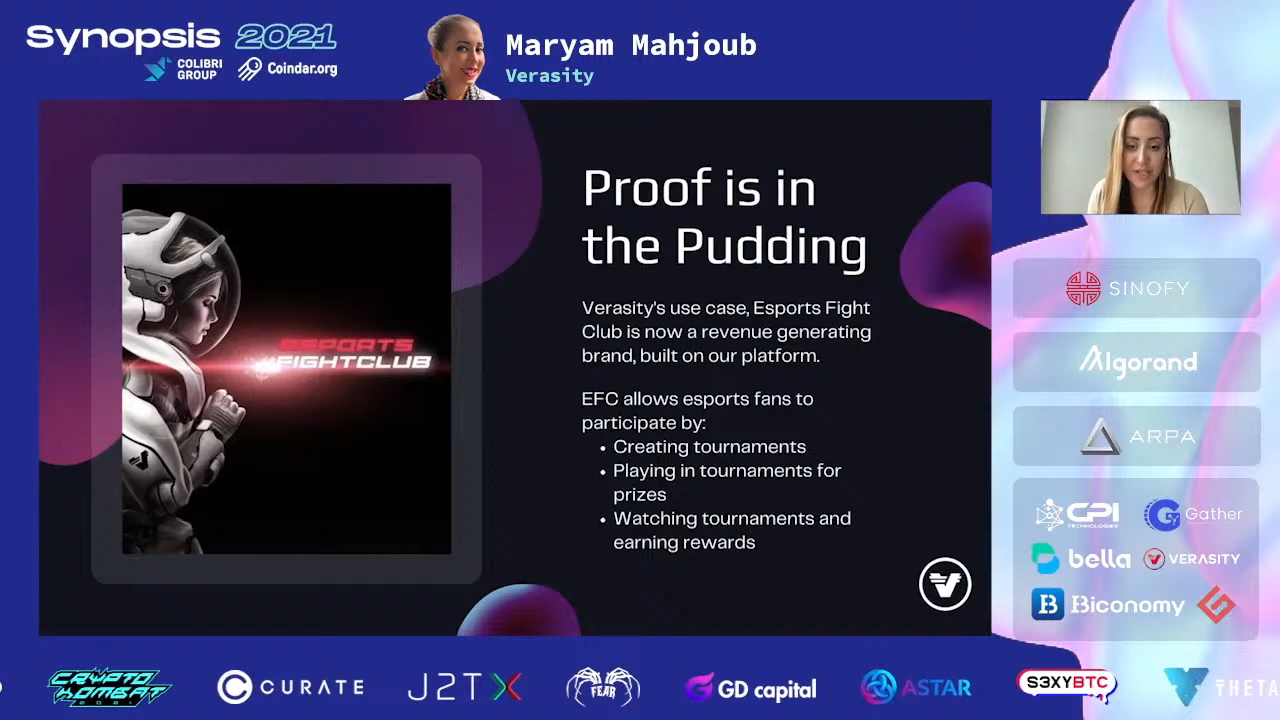 Synopsis 2021
COLIBRI
GROUP
Coindar.org
Maryam Mahjoub
Verasity
ESPORTS
FIGHTCLUB
Proof is in
the Pudding
Verasity's use case, Esports Fight
Club is now a revenue generating
brand, built on our platform.
EFC allows esports fans to
participate by:
• Creating tournaments
• Playing in tournaments for
prizes
• Watching tournaments and
earning rewards
SINOFY
Algorand
ARPA
CPI
TECHNOLOGIES
Gather
bella
VERASITY
Biconomy
CRYPTO
KOMBAT
2021
CURATE
J2TX
FEAR
GD capital
ASTAR
S3XYBTC
THETA